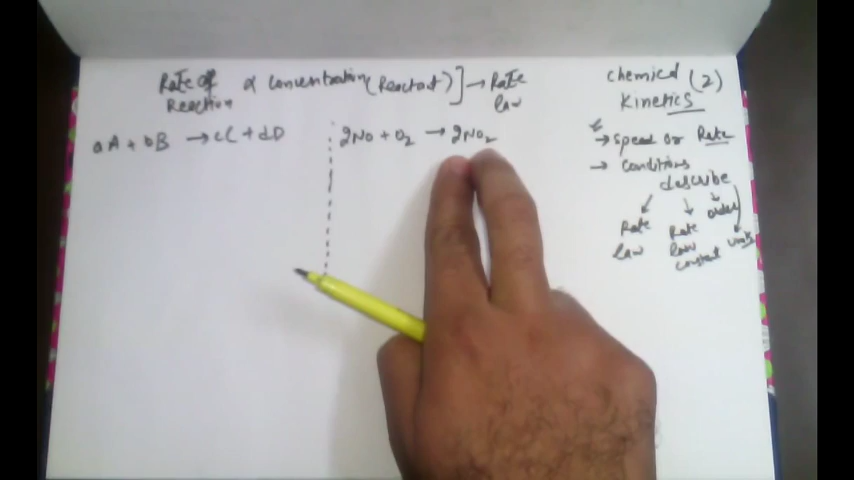 Rate of
Reaction α Concentration (Reactant)] → Rate law
Chemical (2)
Kinetics
aA + bB → cC + dD
2NO + O₂ → 2NO₂
→ Speed or Rate
→ Conditions
describe
Rate law
Rate law constant
order
units